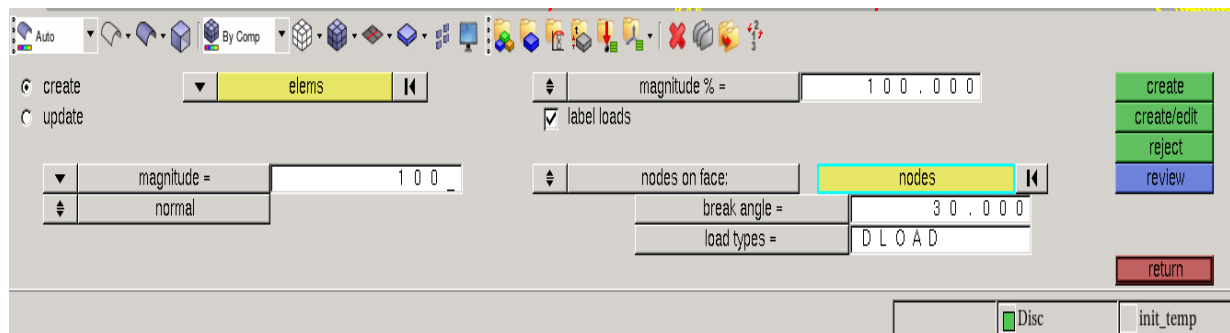 Auto By Comp
create elems magnitude % = 100.000 create
update label loads create/edit
reject
magnitude = 100_ nodes on face: nodes review
normal break angle = 30.000
load types = DLOAD
return
Disc init_temp